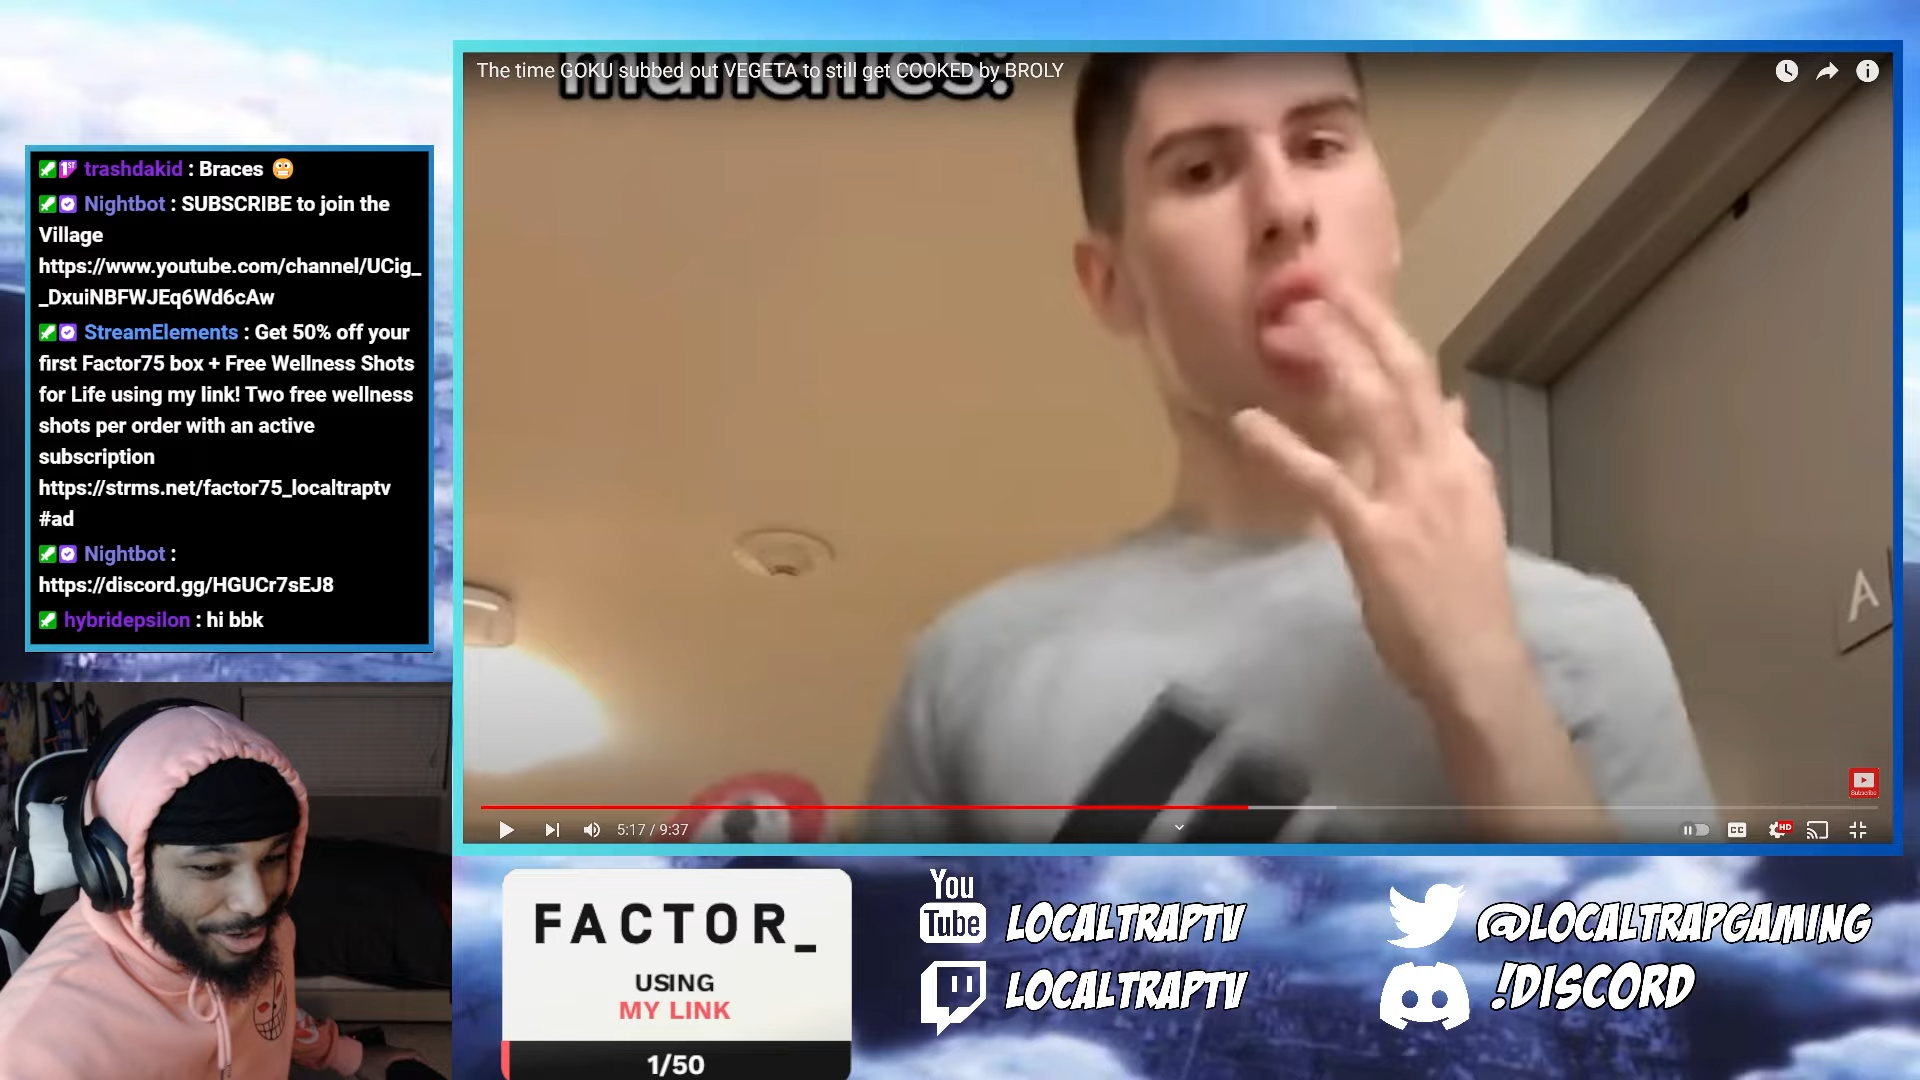 munchies:
The time GOKU subbed out VEGETA to still get COOKED by BROLY
trashdakid : Braces 😬
Nightbot : SUBSCRIBE to join the
Village
https://www.youtube.com/channel/UCig_
_DxuiNBFWJEq6Wd6cAw
StreamElements : Get 50% off your
first Factor75 box + Free Wellness Shots
for Life using my link! Two free wellness
shots per order with an active
subscription
https://strms.net/factor75_localtraptv
#ad
Nightbot :
https://discord.gg/HGUCr7sEJ8
hybridepsilon : hi bbk
A
Subscribe
5:17 / 9:37
CC
HD
FACTOR_
USING
MY LINK
1/50
You
Tube
LOCALTRAPTV
LOCALTRAPTV
@LOCALTRAPGAMING
!DISCORD